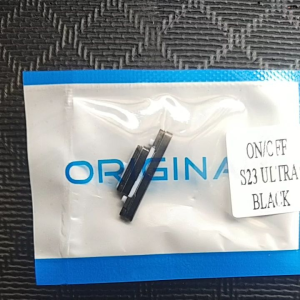 ORIGINA
ON/OFF
S23 ULTRA
BLACK